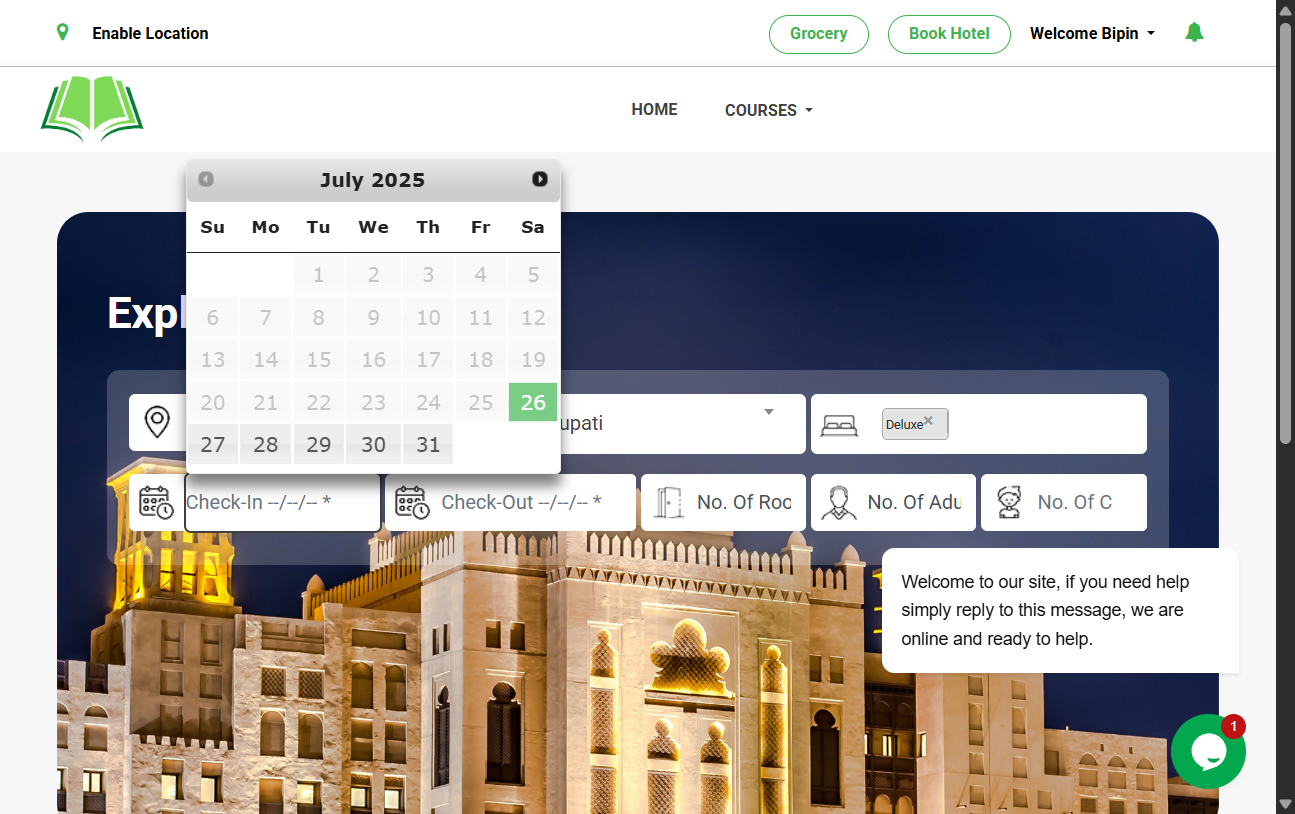 Enable Location
Grocery
Book Hotel
Welcome Bipin
HOME
COURSES
July 2025
Su Mo Tu We Th Fr Sa
1 2 3 4 5
6 7 8 9 10 11 12
13 14 15 16 17 18 19
20 21 22 23 24 25 26
27 28 29 30 31
Expl
upati
Deluxe×
Check-In --/--/-- *
Check-Out --/--/-- *
No. Of Roo
No. Of Adu
No. Of C
Welcome to our site, if you need help
simply reply to this message, we are
online and ready to help.
1